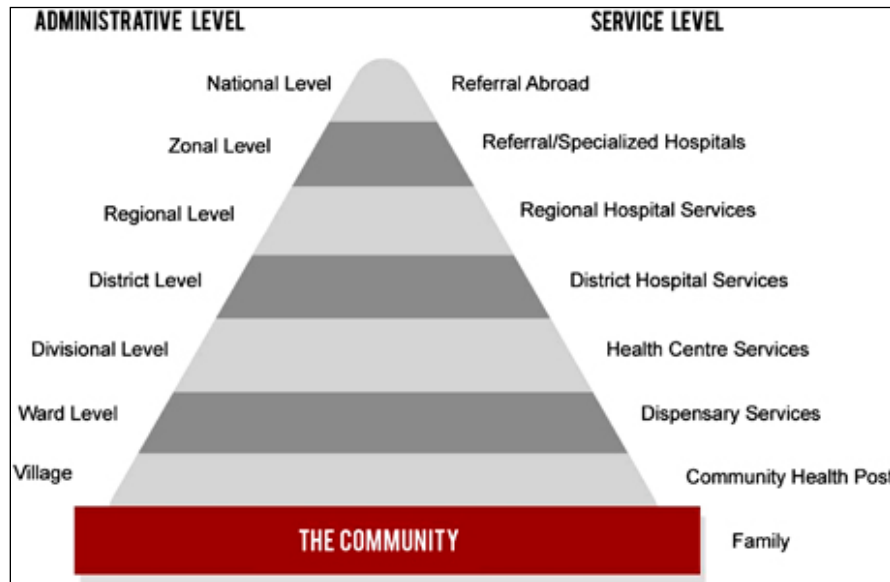 ADMINISTRATIVE LEVEL SERVICE LEVEL
National Level Referral Abroad
Zonal Level Referral/Specialized Hospitals
Regional Level Regional Hospital Services
District Level District Hospital Services
Divisional Level Health Centre Services
Ward Level Dispensary Services
Village Community Health Post
THE COMMUNITY Family